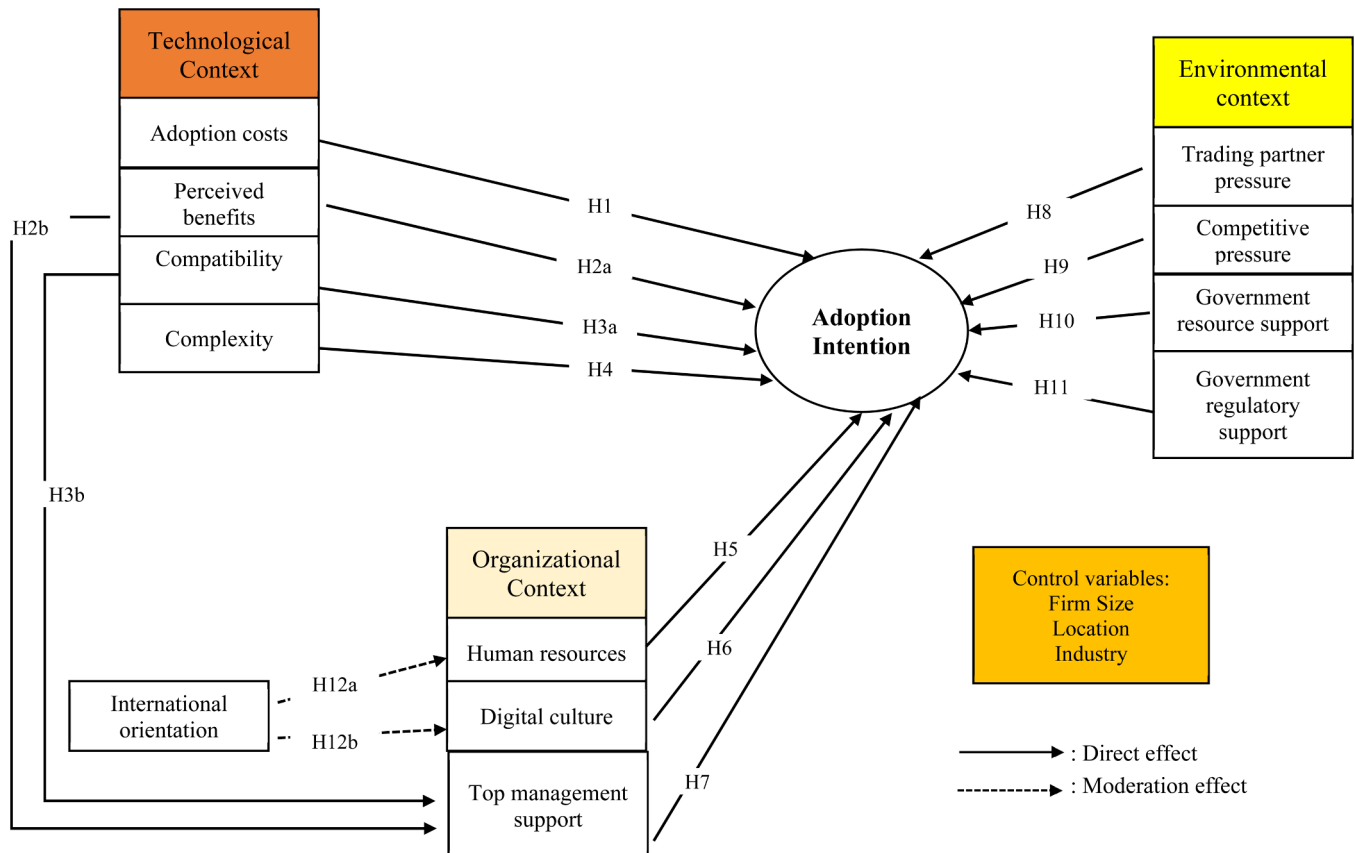 Technological
Context
Adoption costs
Perceived
benefits
Compatibility
Complexity
H2b
H3b
H1
H2a
H3a
H4
Adoption
Intention
Environmental
context
Trading partner
pressure
Competitive
pressure
Government
resource support
Government
regulatory
support
H8
H9
H10
H11
Organizational
Context
Human resources
Digital culture
Top management
support
H5
H6
H7
International
orientation
H12a
H12b
Control variables:
Firm Size
Location
Industry
: Direct effect
: Moderation effect